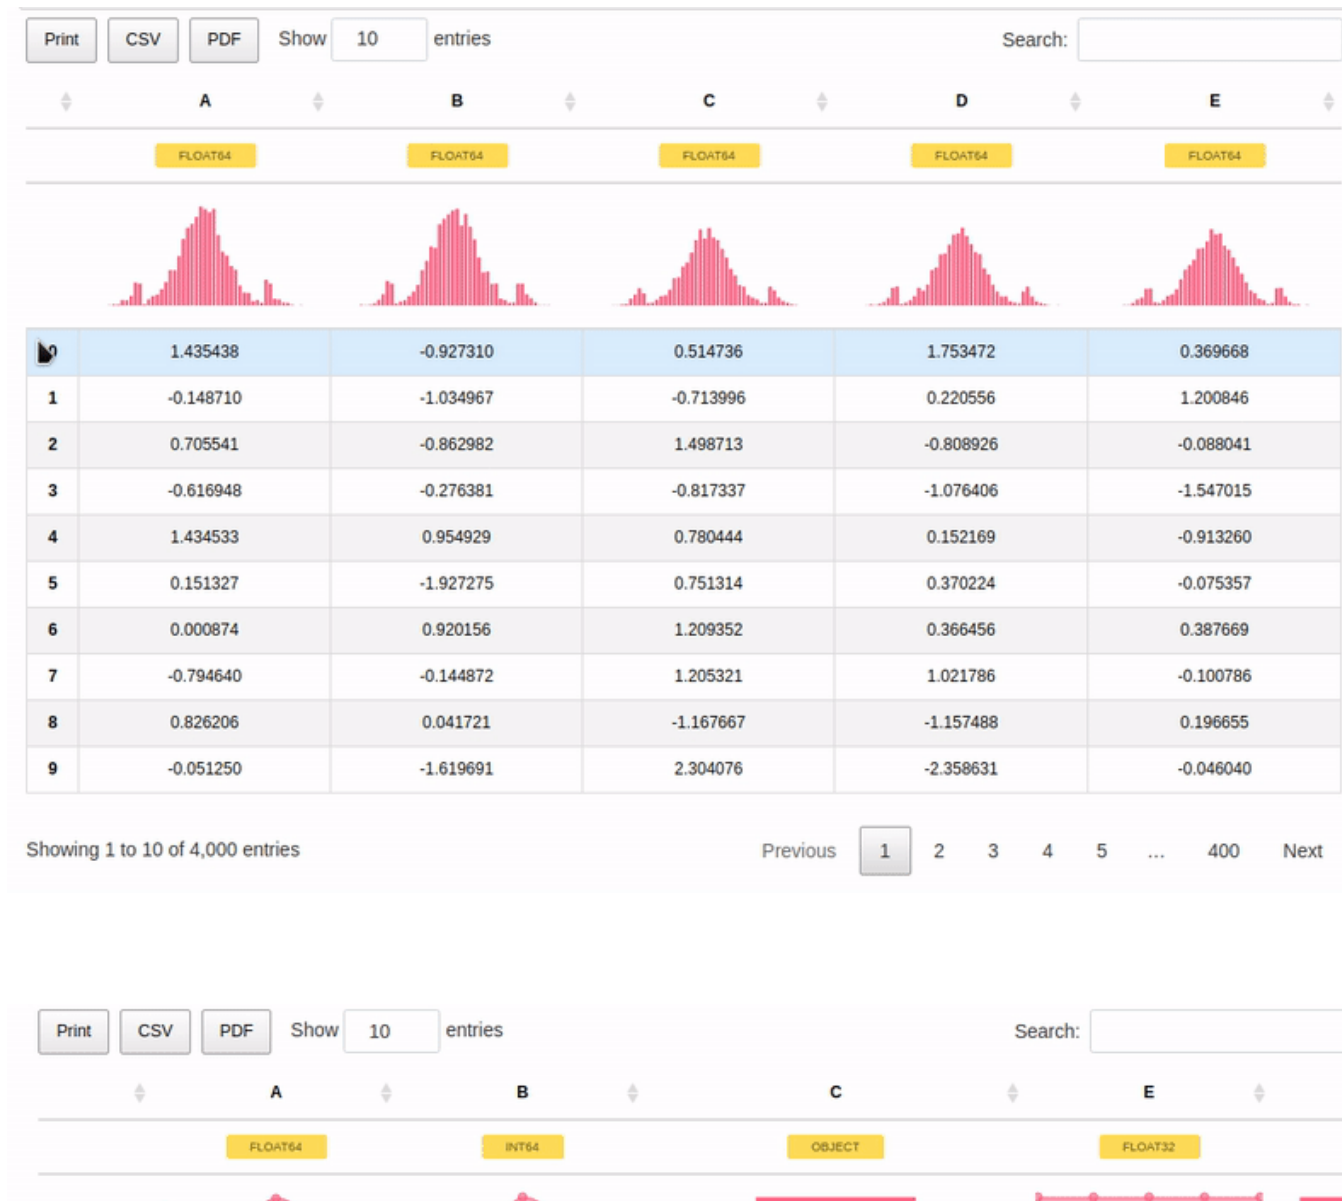 Print CSV PDF Show 10 entries Search:
A B C D E
FLOAT64 FLOAT64 FLOAT64 FLOAT64 FLOAT64
0 1.435438 -0.927310 0.514736 1.753472 0.369668
1 -0.148710 -1.034967 -0.713996 0.220556 1.200846
2 0.705541 -0.862982 1.498713 -0.808926 -0.088041
3 -0.616948 -0.276381 -0.817337 -1.076406 -1.547015
4 1.434533 0.954929 0.780444 0.152169 -0.913260
5 0.151327 -1.927275 0.751314 0.370224 -0.075357
6 0.000874 0.920156 1.209352 0.366456 0.387669
7 -0.794640 -0.144872 1.205321 1.021786 -0.100786
8 0.826206 0.041721 -1.167667 -1.157488 0.196655
9 -0.051250 -1.619691 2.304076 -2.358631 -0.046040
Showing 1 to 10 of 4,000 entries Previous 1 2 3 4 5 ... 400 Next
Print CSV PDF Show 10 entries Search:
A B C E
FLOAT64 INT64 OBJECT FLOAT32